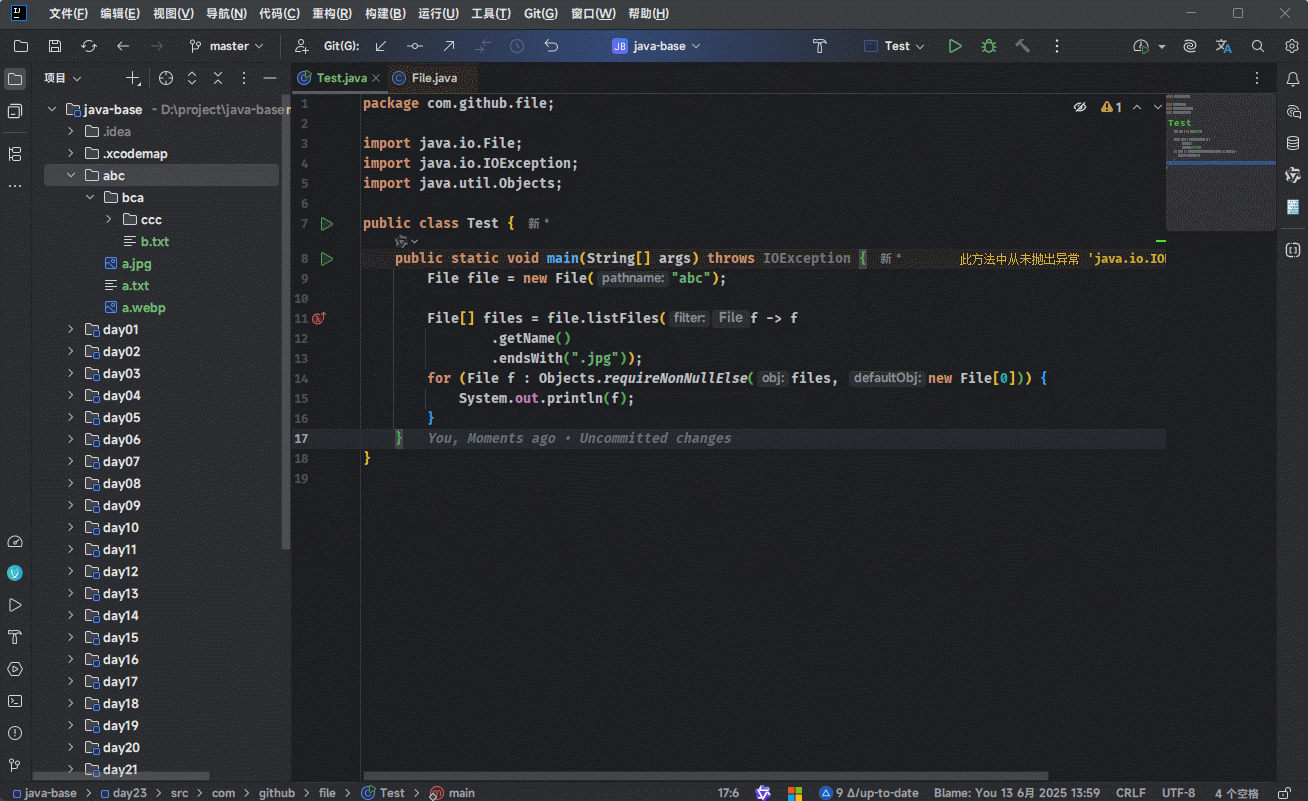 文件(F) 编辑(E) 视图(V) 导航(N) 代码(C) 重构(R) 构建(B) 运行(U) 工具(T) Git(G) 窗口(W) 帮助(H)
master Git(G): JB java-base Test
项目
Test.java File.java
java-base - D:\project\java-base
.idea
.xcodemap
abc
bca
ccc
b.txt
a.jpg
a.txt
a.webp
day01
day02
day03
day04
day05
day06
day07
day08
day09
day10
day11
day12
day13
day14
day15
day16
day17
day18
day19
day20
day21
1 package com.github.file;
2
3 import java.io.File;
4 import java.io.IOException;
5 import java.util.Objects;
6
7 public class Test { 新 *
8 public static void main(String[] args) throws IOException { 新 * 此方法中从未抛出异常 'java.io.IO
9 File file = new File( pathname: "abc");
10
11 File[] files = file.listFiles( filter: File f -> f
12 .getName()
13 .endsWith(".jpg"));
14 for (File f : Objects.requireNonNullElse( obj: files, defaultObj: new File[0])) {
15 System.out.println(f);
16 }
17 } You, Moments ago • Uncommitted changes
18 }
19
1
Test
java-base > day23 > src > com > github > file > Test > main 17:6 9 Δ/up-to-date Blame: You 13 6月 2025 13:59 CRLF UTF-8 4 个空格